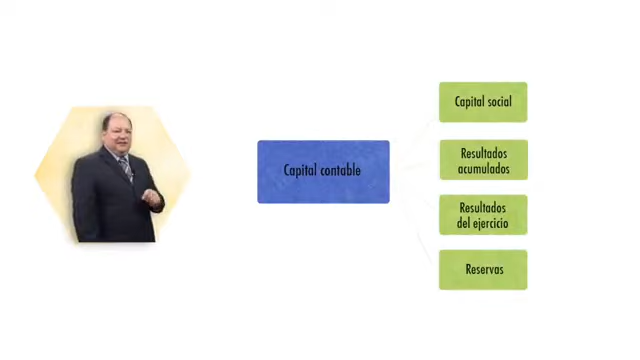 Capital contable
Capital social
Resultados
acumulados
Resultados
del ejercicio
Reservas